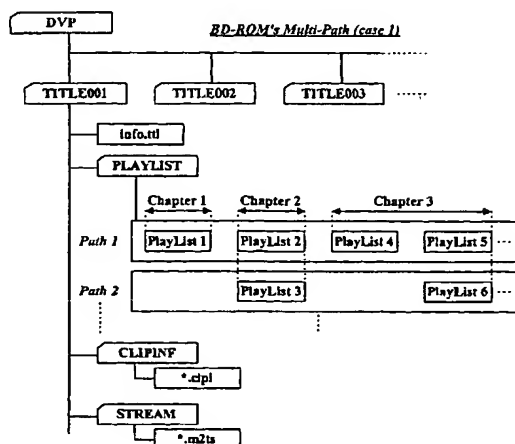 DVP
BD-ROM's Multi-Path (case 1)
TITLE001 TITLE002 TITLE003
info.ttl
PLAYLIST
Chapter 1 Chapter 2 Chapter 3
Path 1 PlayList 1 PlayList 2 PlayList 4 PlayList 5
Path 2 PlayList 3 PlayList 6
CLIPINF
*.clpi
STREAM
*.m2ts